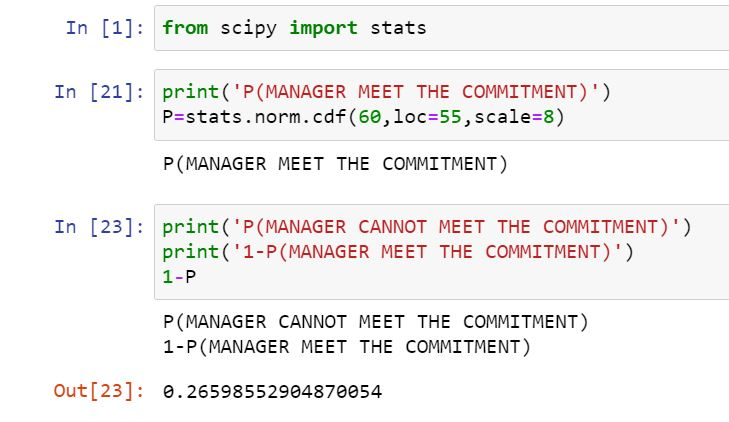 In [1]: from scipy import stats
In [21]: print('P(MANAGER MEET THE COMMITMENT)')
P=stats.norm.cdf(60,loc=55,scale=8)
P(MANAGER MEET THE COMMITMENT)
In [23]: print('P(MANAGER CANNOT MEET THE COMMITMENT)')
print('1-P(MANAGER MEET THE COMMITMENT)')
1-P
P(MANAGER CANNOT MEET THE COMMITMENT)
1-P(MANAGER MEET THE COMMITMENT)
Out[23]: 0.26598552904870054